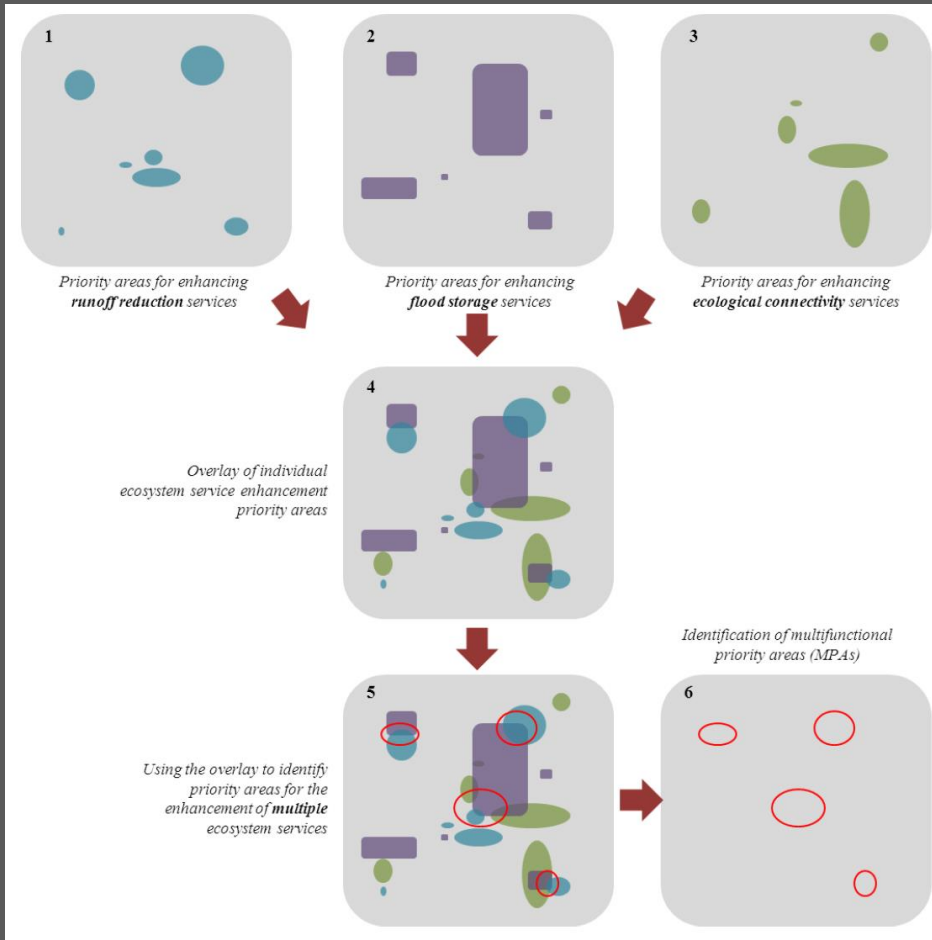 1
2
3
Priority areas for enhancing
runoff reduction services
Priority areas for enhancing
flood storage services
Priority areas for enhancing
ecological connectivity services
4
Overlay of individual
ecosystem service enhancement
priority areas
5
Using the overlay to identify
priority areas for the
enhancement of multiple
ecosystem services
Identification of multifunctional
priority areas (MPAs)
6